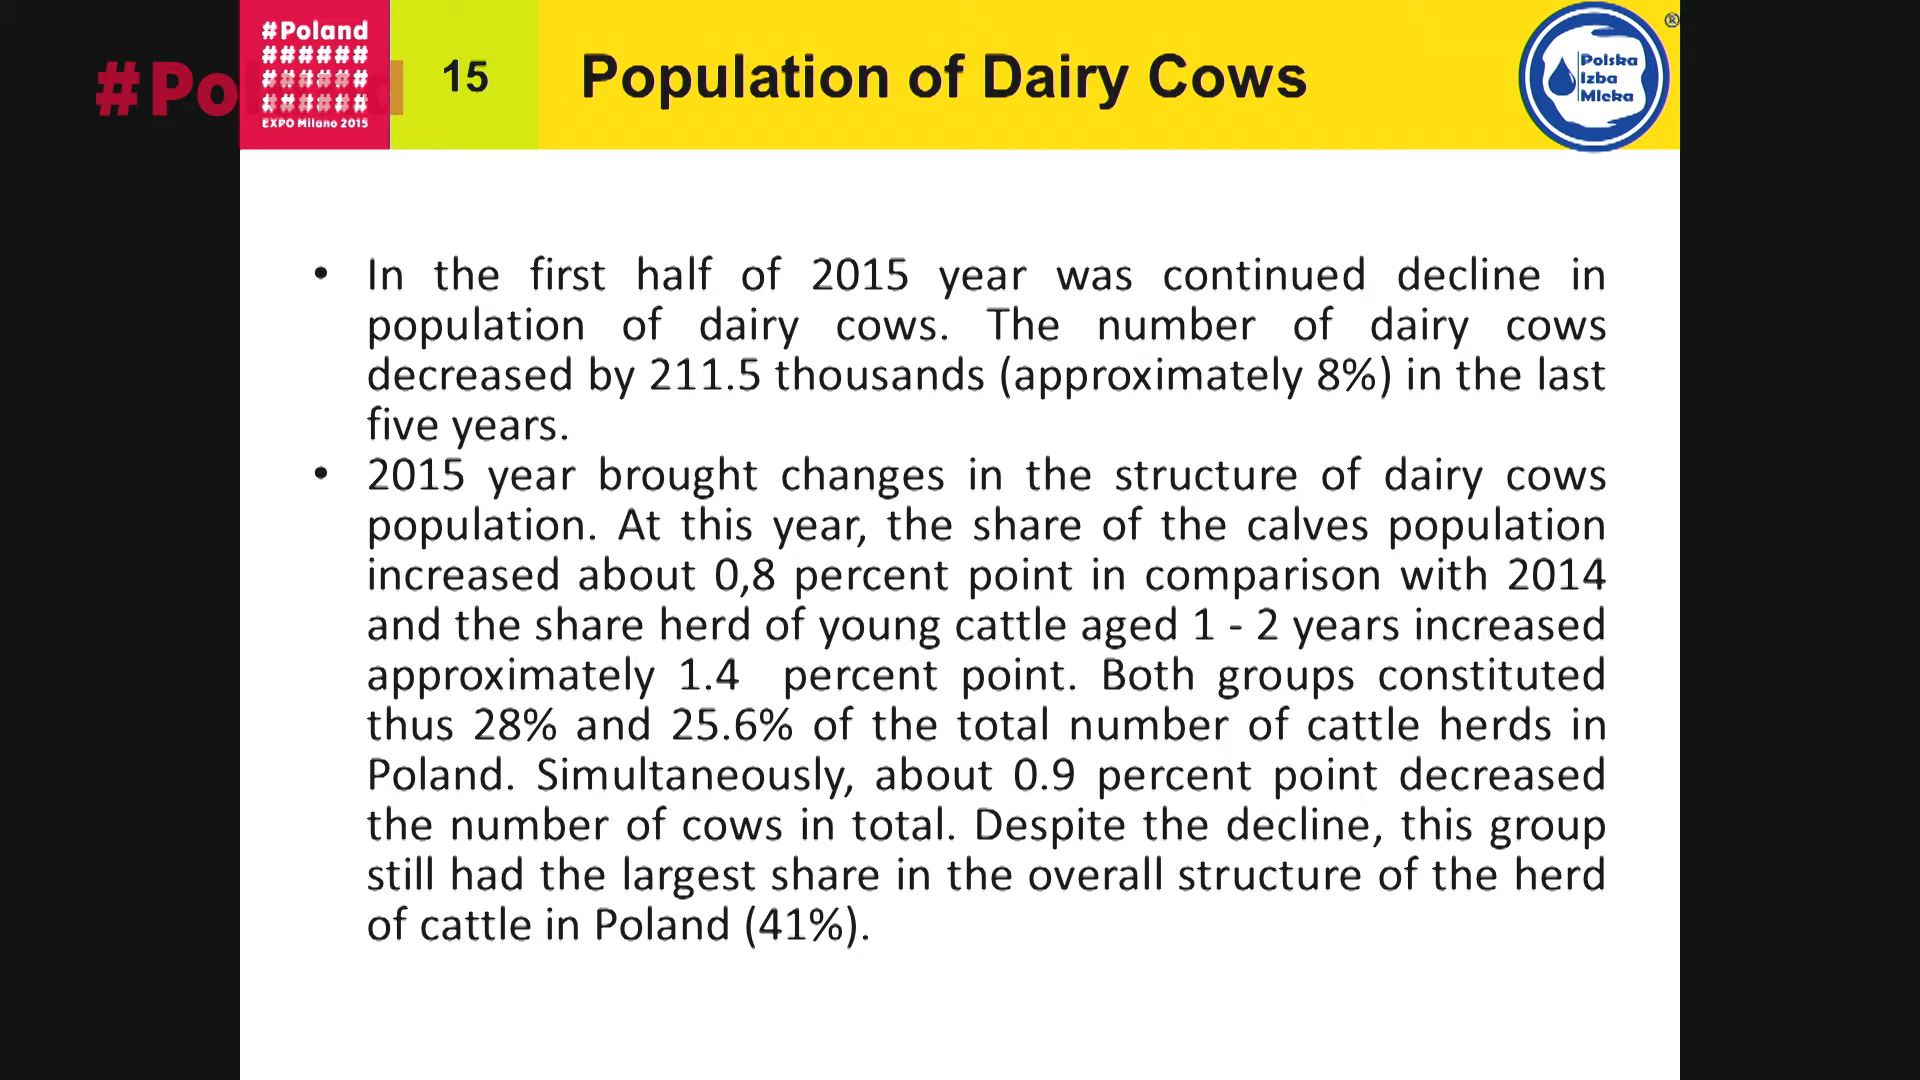 #Poland
######
######
######
EXPO Milano 2015
#Po
15
Population of Dairy Cows
®
Polska
Izba
Mleka
• In the first half of 2015 year was continued decline in
population of dairy cows. The number of dairy cows
decreased by 211.5 thousands (approximately 8%) in the last
five years.
• 2015 year brought changes in the structure of dairy cows
population. At this year, the share of the calves population
increased about 0,8 percent point in comparison with 2014
and the share herd of young cattle aged 1 - 2 years increased
approximately 1.4 percent point. Both groups constituted
thus 28% and 25.6% of the total number of cattle herds in
Poland. Simultaneously, about 0.9 percent point decreased
the number of cows in total. Despite the decline, this group
still had the largest share in the overall structure of the herd
of cattle in Poland (41%).